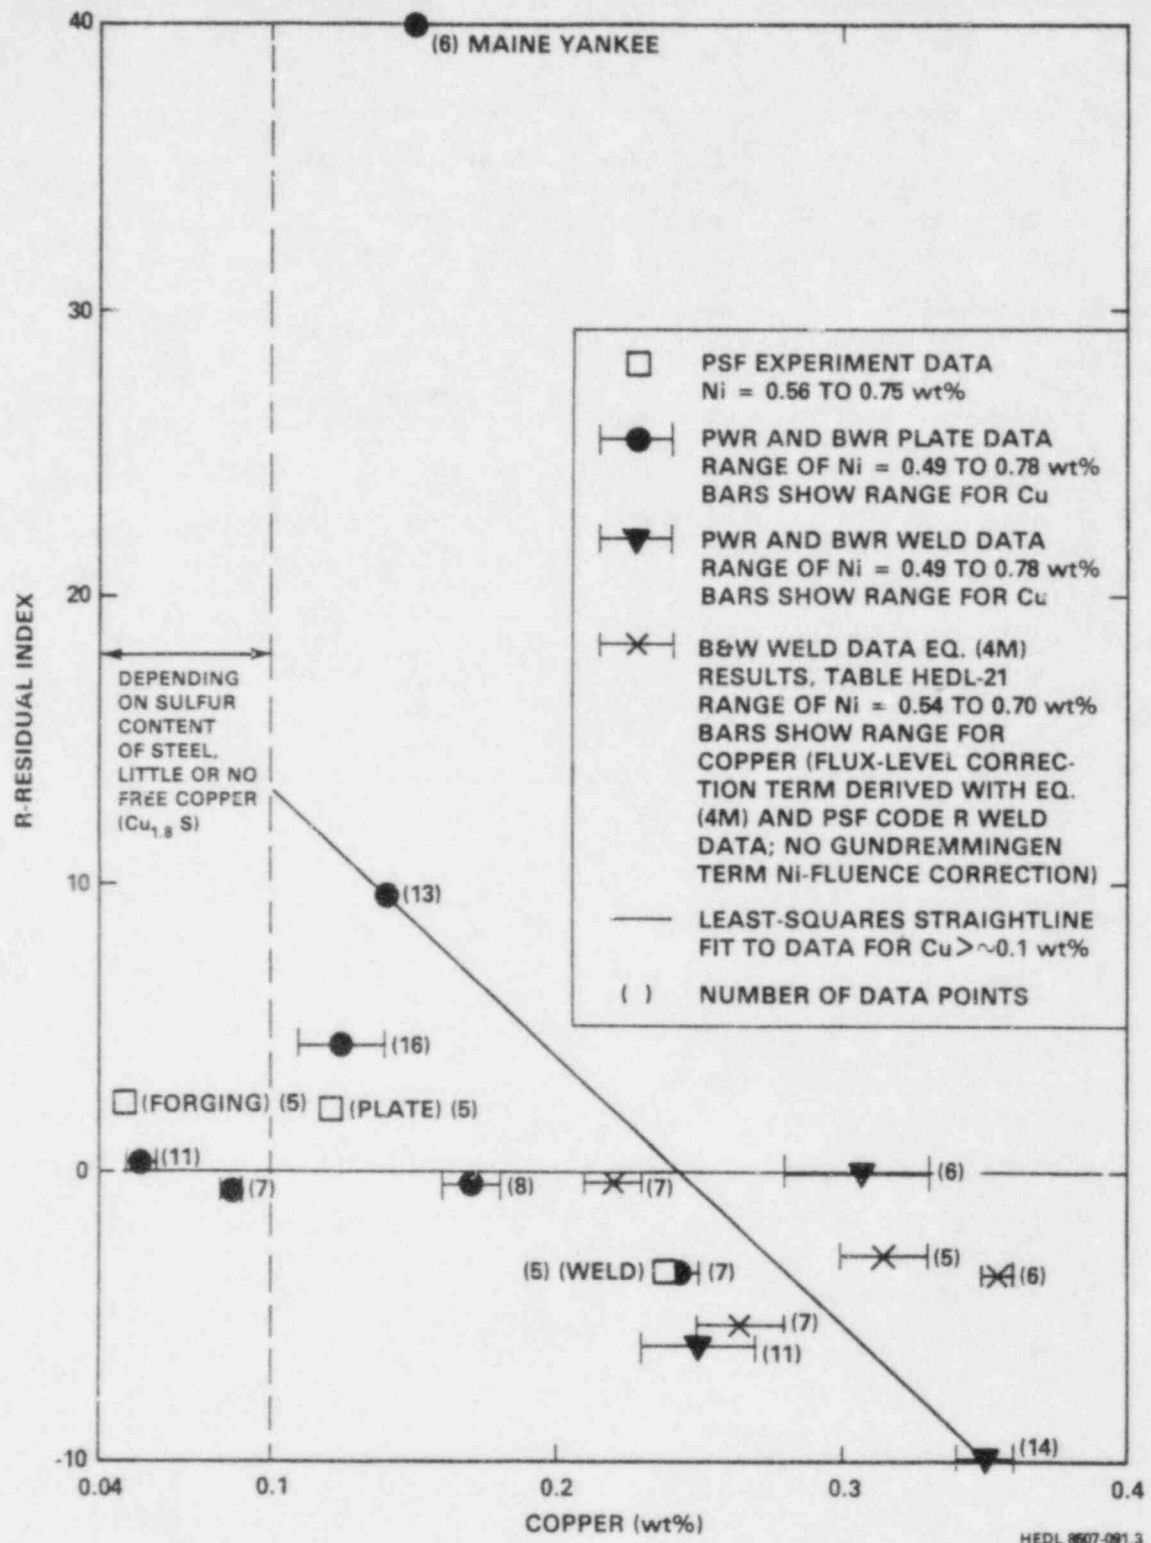 40
(6) MAINE YANKEE
30
20
10
0
-10
R-RESIDUAL INDEX
DEPENDING
ON SULFUR
CONTENT
OF STEEL,
LITTLE OR NO
FREE COPPER
(Cu1.8 S)
PSF EXPERIMENT DATA
Ni = 0.56 TO 0.75 wt%
PWR AND BWR PLATE DATA
RANGE OF Ni = 0.49 TO 0.78 wt%
BARS SHOW RANGE FOR Cu
PWR AND BWR WELD DATA
RANGE OF Ni = 0.49 TO 0.78 wt%
BARS SHOW RANGE FOR Cu
B&W WELD DATA EQ. (4M)
RESULTS, TABLE HEDL-21
RANGE OF Ni = 0.54 TO 0.70 wt%
BARS SHOW RANGE FOR
COPPER (FLUX-LEVEL CORREC-
TION TERM DERIVED WITH EQ.
(4M) AND PSF CODE R WELD
DATA; NO GUNDREMMINGEN
TERM Ni-FLUENCE CORRECTION)
LEAST-SQUARES STRAIGHTLINE
FIT TO DATA FOR Cu>~0.1 wt%
( ) NUMBER OF DATA POINTS
(13)
(16)
(FORGING) (5)
(PLATE) (5)
(11)
(7)
(8)
(7)
(6)
(5)
(6)
(5) (WELD)
(7)
(7)
(11)
(14)
0.04
0.1
0.2
0.3
0.4
COPPER (wt%)
HEDL 8507-091.3